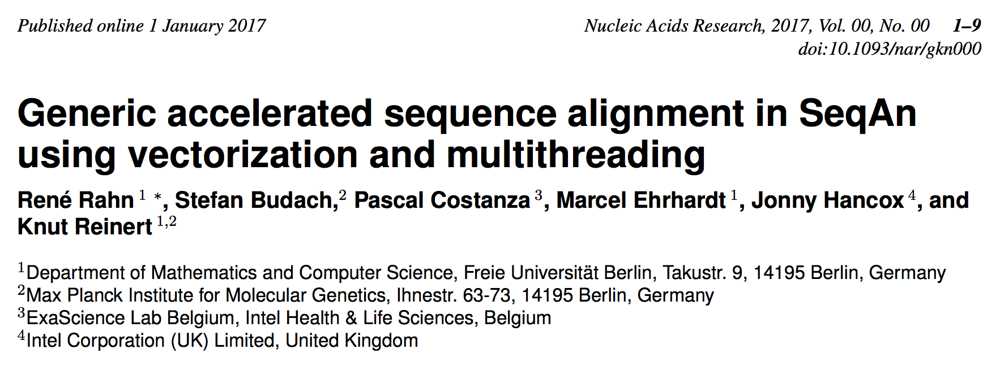 Published online 1 January 2017
Nucleic Acids Research, 2017, Vol. 00, No. 00 1–9
doi:10.1093/nar/gkn000
Generic accelerated sequence alignment in SeqAn
using vectorization and multithreading
René Rahn 1 *, Stefan Budach,2 Pascal Costanza 3, Marcel Ehrhardt 1, Jonny Hancox 4, and
Knut Reinert 1,2
1Department of Mathematics and Computer Science, Freie Universität Berlin, Takustr. 9, 14195 Berlin, Germany
2Max Planck Institute for Molecular Genetics, Ihnestr. 63-73, 14195 Berlin, Germany
3ExaScience Lab Belgium, Intel Health & Life Sciences, Belgium
4Intel Corporation (UK) Limited, United Kingdom